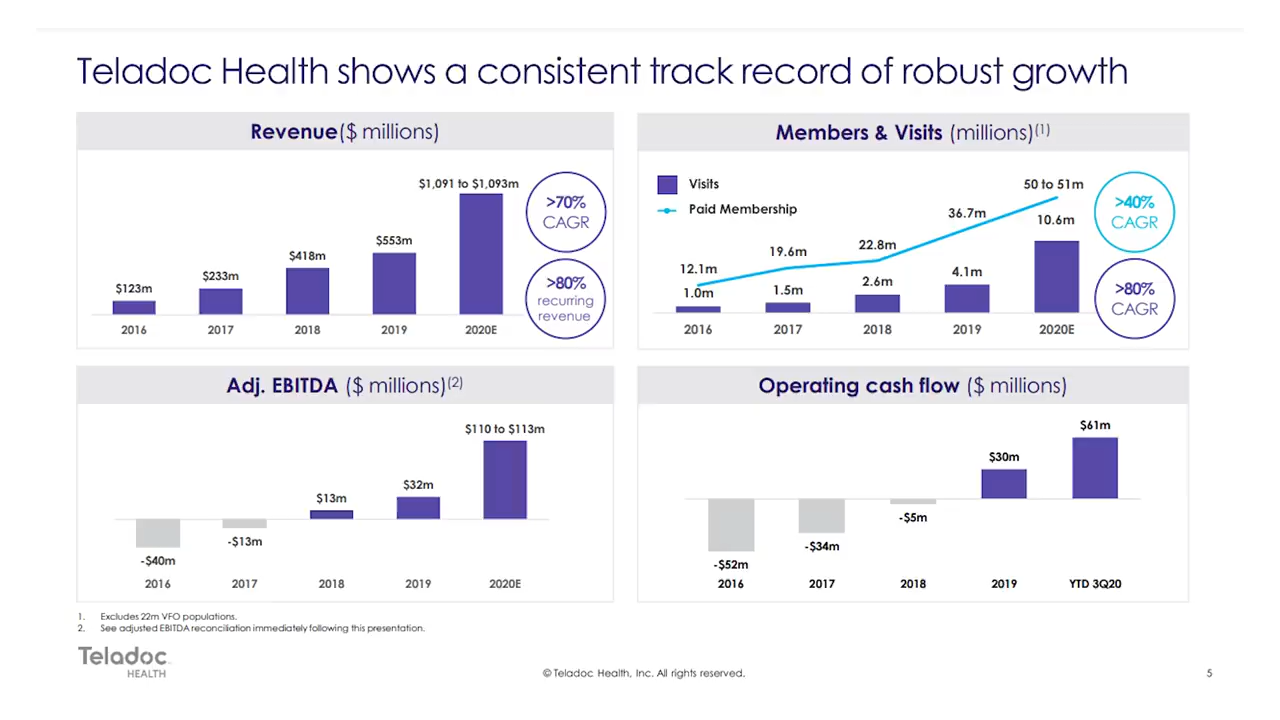 Teladoc Health shows a consistent track record of robust growth
Revenue($ millions)
$1,091 to $1,093m
$553m
$418m
$233m
$123m
2016 2017 2018 2019 2020E
>70%
CAGR
>80%
recurring
revenue
Members & Visits (millions)(1)
Visits
Paid Membership
50 to 51m
36.7m
22.8m
19.6m
12.1m
10.6m
4.1m
2.6m
1.5m
1.0m
2016 2017 2018 2019 2020E
>40%
CAGR
>80%
CAGR
Adj. EBITDA ($ millions)(2)
$110 to $113m
$32m
$13m
-$13m
-$40m
2016 2017 2018 2019 2020E
Operating cash flow ($ millions)
$61m
$30m
-$5m
-$34m
-$52m
2016 2017 2018 2019 YTD 3Q20
1. Excludes 22m VFO populations.
2. See adjusted EBITDA reconciliation immediately following this presentation.
Teladoc
HEALTH
© Teladoc Health, Inc. All rights reserved.
5